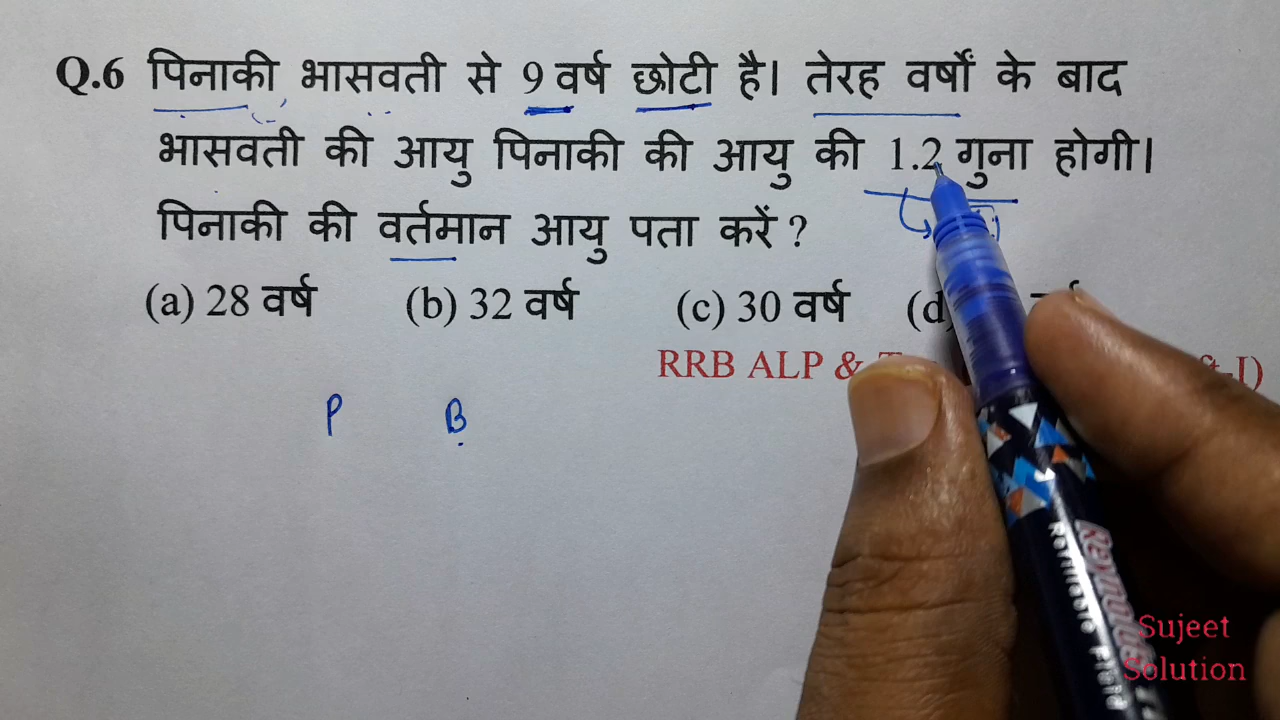 Q.6 पिनाकी भासवती से 9 वर्ष छोटी है। तेरह वर्षों के बाद
भासवती की आयु पिनाकी की आयु की 1.2 गुना होगी।
पिनाकी की वर्तमान आयु पता करें ?
(a) 28 वर्ष (b) 32 वर्ष (c) 30 वर्ष (d)
RRB ALP &
P B
Sujeet
Solution